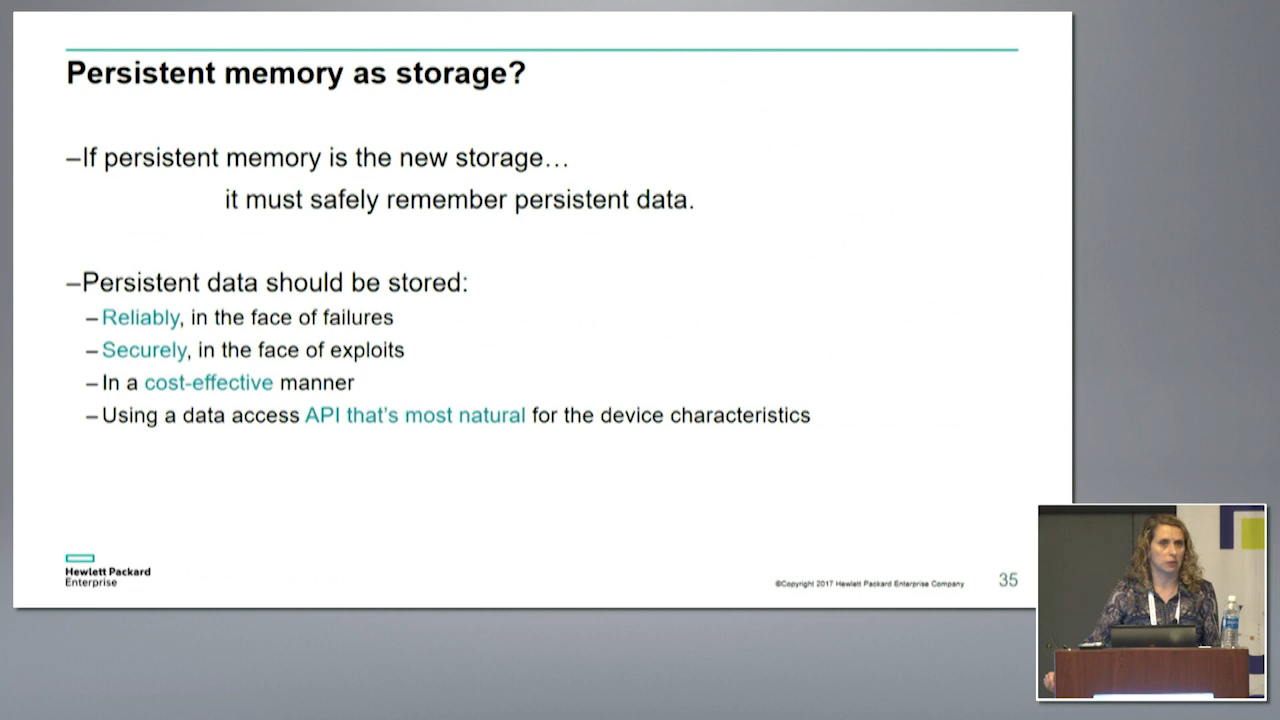 Persistent memory as storage?
–If persistent memory is the new storage…
it must safely remember persistent data.
–Persistent data should be stored:
–Reliably, in the face of failures
–Securely, in the face of exploits
–In a cost-effective manner
–Using a data access API that's most natural for the device characteristics
Hewlett Packard
Enterprise
©Copyright 2017 Hewlett Packard Enterprise Company
35